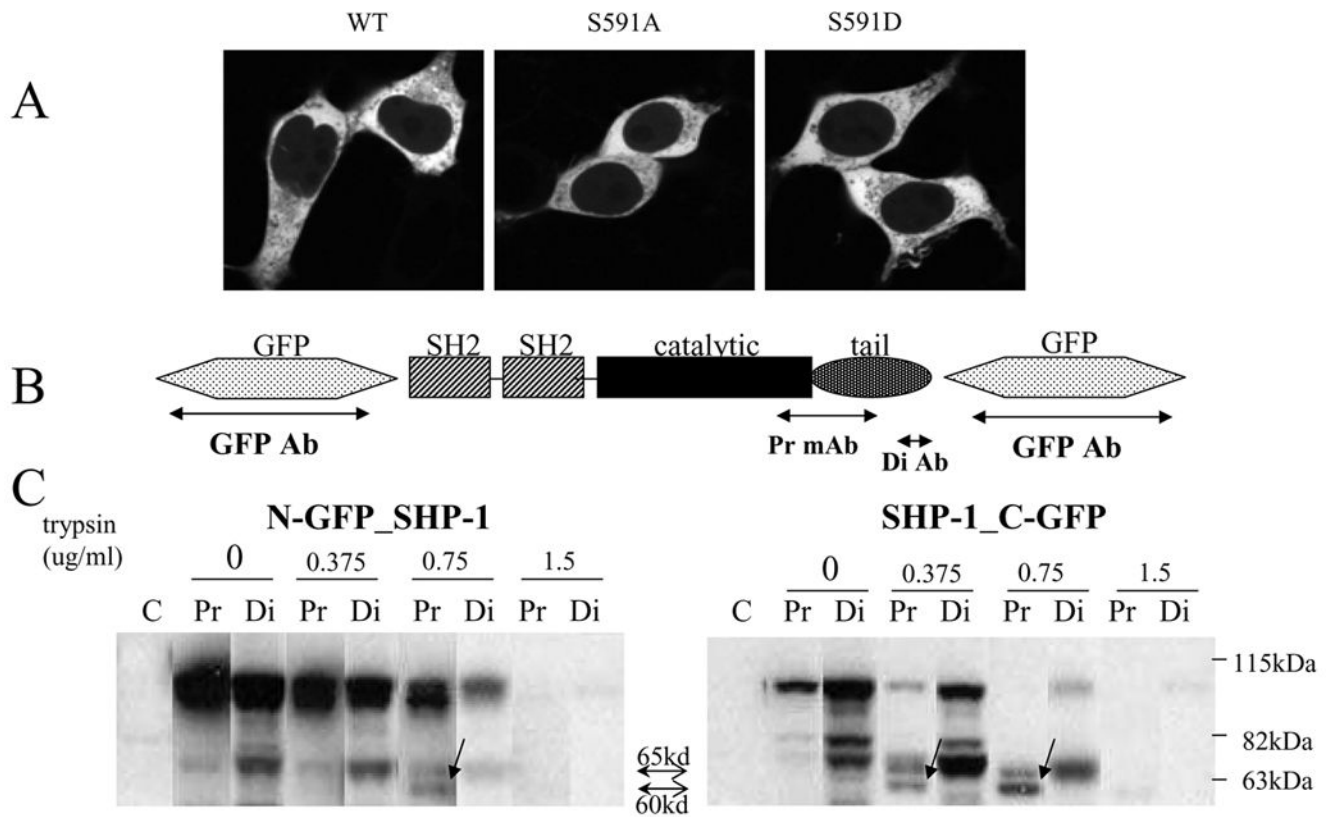 WT S591A S591D
A
GFP SH2 SH2 catalytic tail GFP
B
GFP Ab Pr mAb Di Ab GFP Ab
C
trypsin
(ug/ml)
N-GFP_SHP-1
0 0.375 0.75 1.5
C Pr Di Pr Di Pr Di Pr Di
65kd
60kd
SHP-1_C-GFP
0 0.375 0.75 1.5
C Pr Di Pr Di Pr Di Pr Di
115kDa
82kDa
63kDa